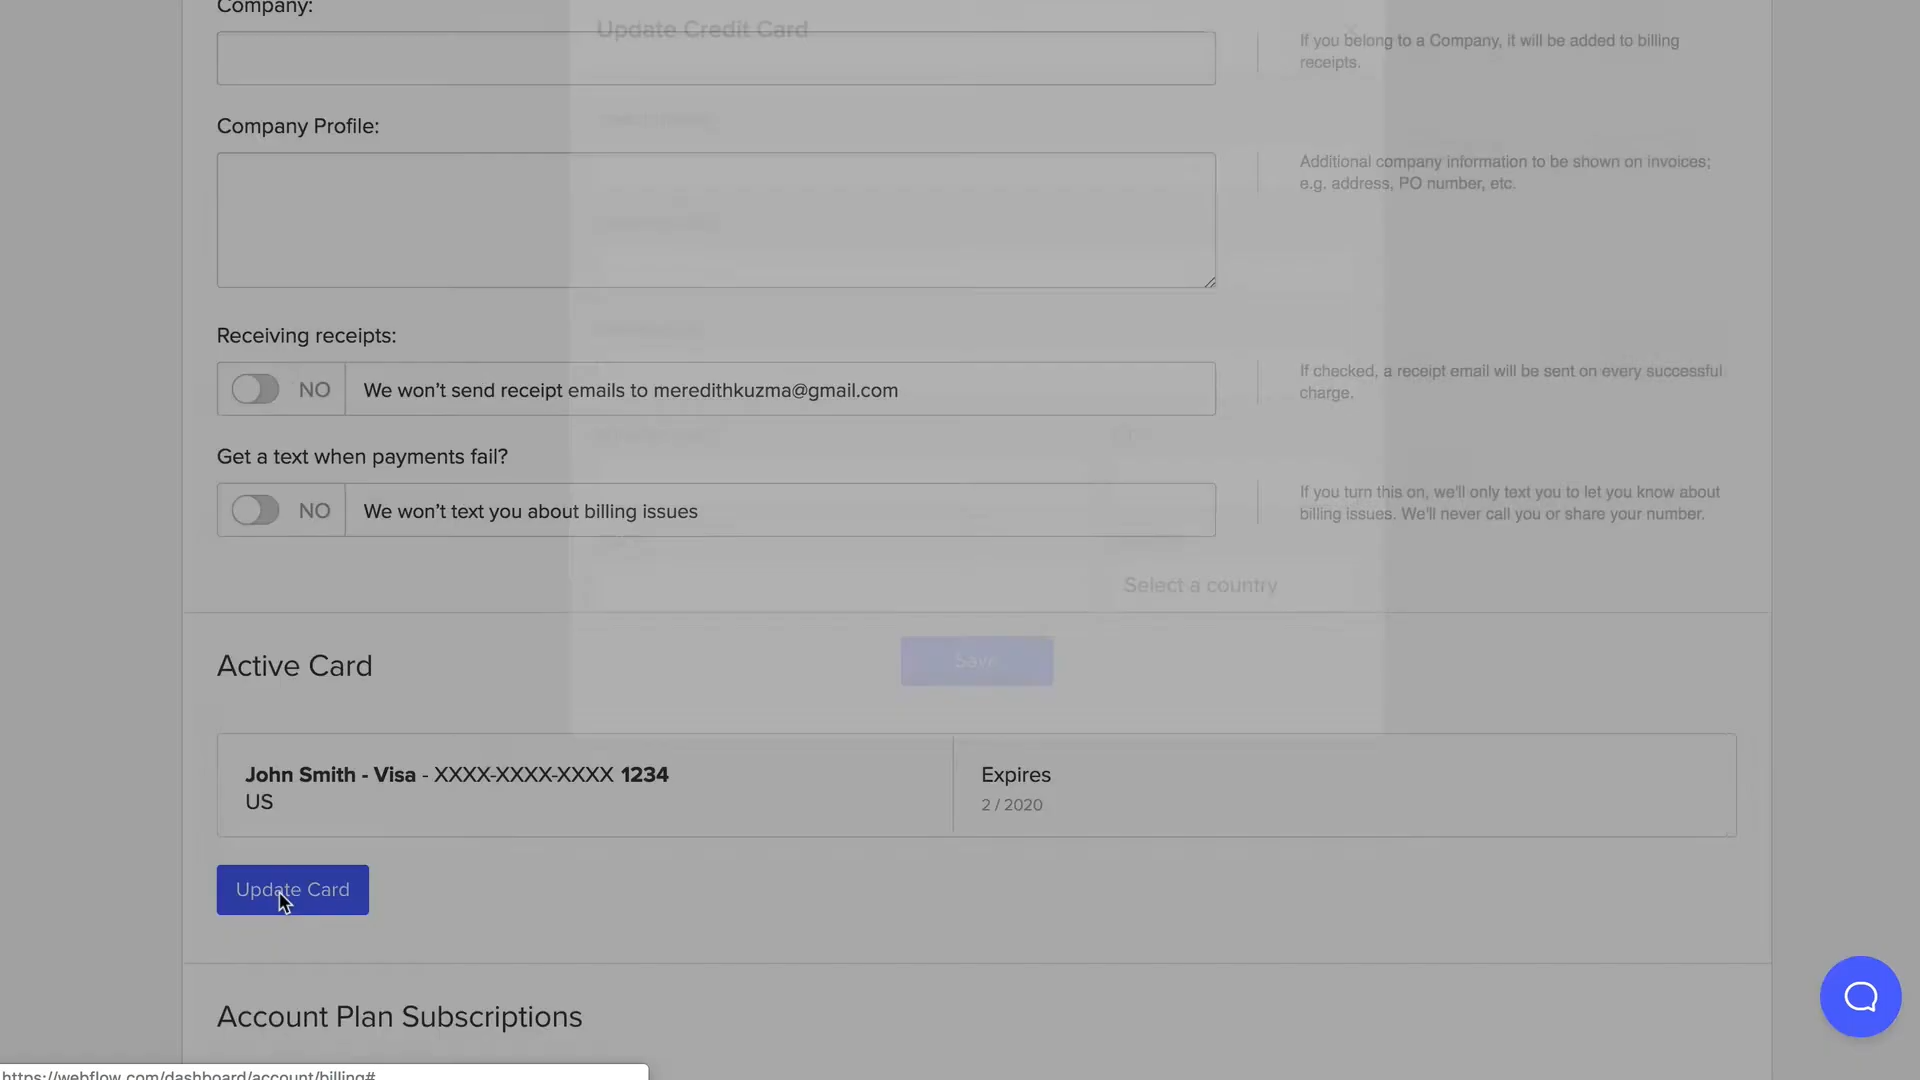 Company:
Update Credit Card
If you belong to a Company, it will be added to billing
receipts.
Company Profile:
Additional company information to be shown on invoices;
e.g. address, PO number, etc.
Receiving receipts:
NO
We won’t send receipt emails to meredithkuzma@gmail.com
If checked, a receipt email will be sent on every successful
charge.
Get a text when payments fail?
NO
We won’t text you about billing issues
If you turn this on, we'll only text you to let you know about
billing issues. We'll never call you or share your number.
Select a country
Save
Active Card
John Smith - Visa - XXXX-XXXX-XXXX 1234
US
Expires
2 / 2020
Update Card
Account Plan Subscriptions
https://webflow.com/dashboard/account/billing#